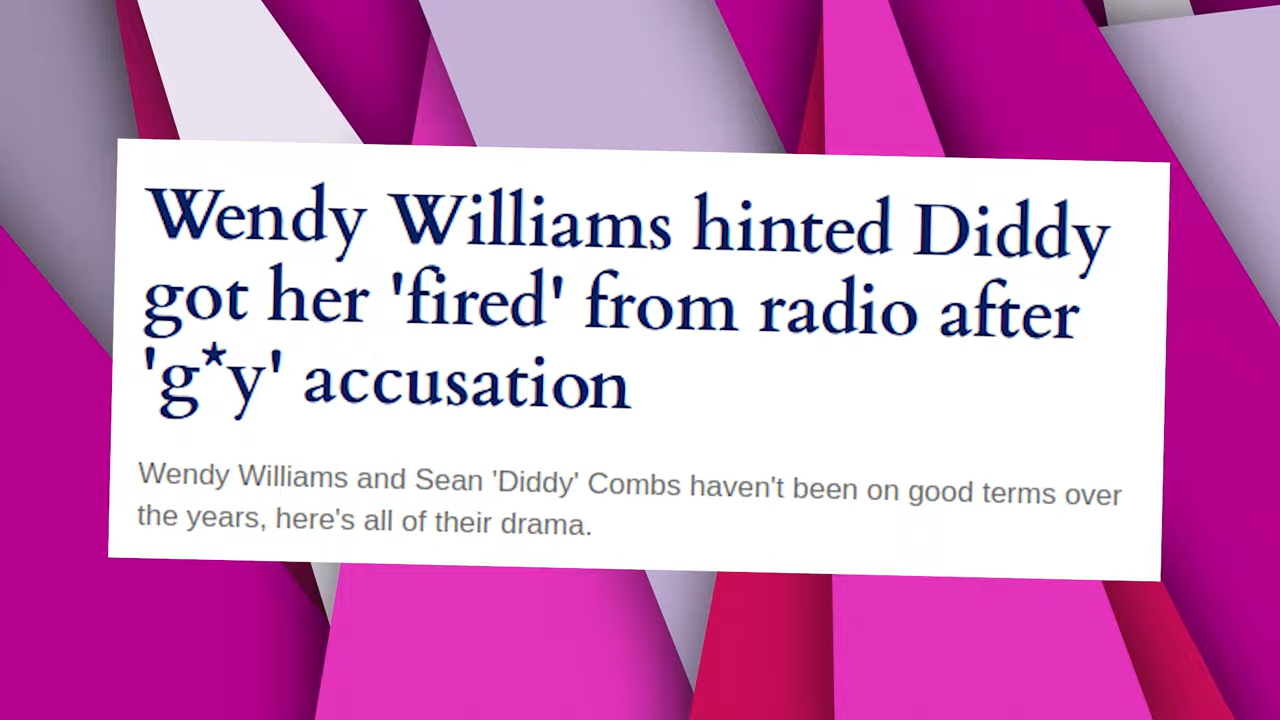 Wendy Williams hinted Diddy
got her 'fired' from radio after
'g*y' accusation
Wendy Williams and Sean 'Diddy' Combs haven't been on good terms over
the years, here's all of their drama.